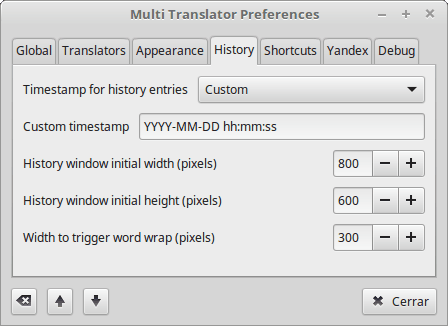 Multi Translator Preferences
Global Translators Appearance History Shortcuts Yandex Debug
Timestamp for history entries Custom
Custom timestamp YYYY-MM-DD hh:mm:ss
History window initial width (pixels) 800
History window initial height (pixels) 600
Width to trigger word wrap (pixels) 300
Cerrar